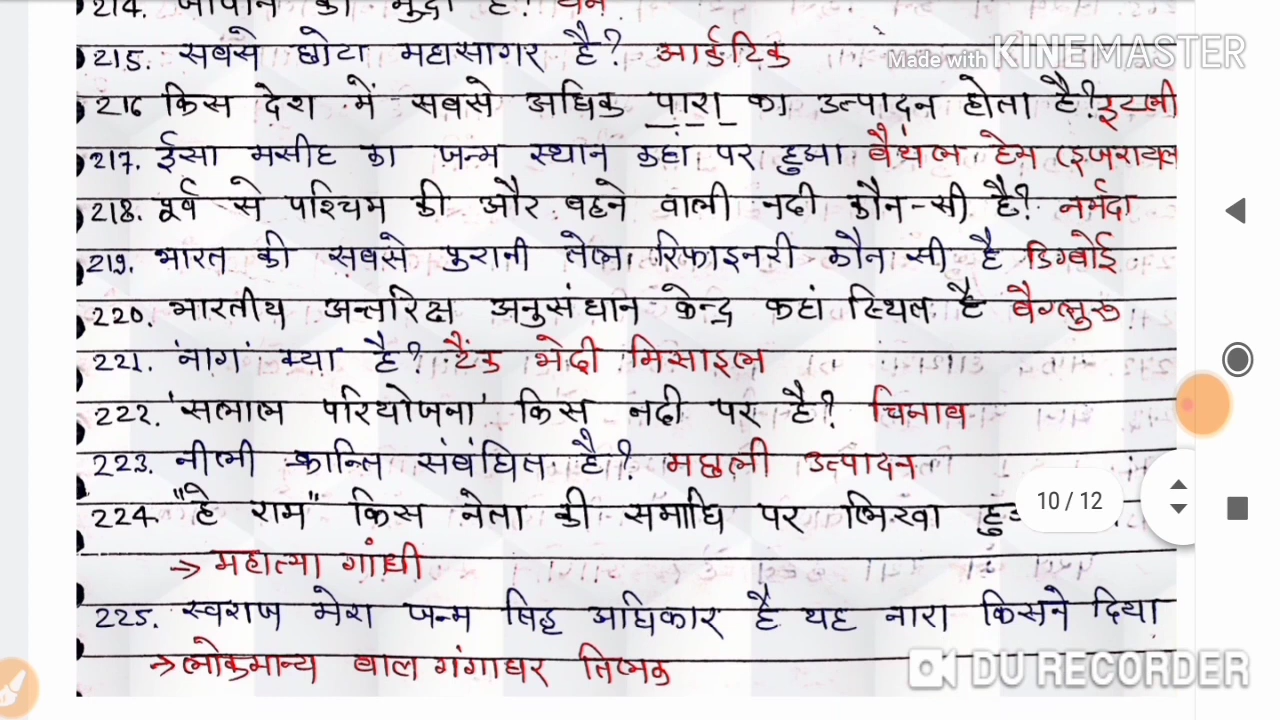 214. जापान की मुद्रा है? येन
215. सबसे छोटा महासागर है? आर्कटिक
Made with KINEMASTER
216 किस देश में सबसे अधिक पारा का उत्पादन होता है? इटली
217. ईसा मसीह का जन्म स्थान कहां पर हुआ बैथलहेम (इजरायल
218. पूर्व से पश्चिम की और बहने वाली नदी कौन-सी है? नर्मदा
219. भारत की सबसे पुरानी तेल रिफाइनरी कौन सी है डिग्बोई
220. भारतीय अन्तरिक्ष अनुसंधान केन्द्र कहां स्थित है बैंगलुरु
221. 'नाग' क्या है? टैंक भेदी मिसाइल
222. 'सलाल परियोजना' किस नदी पर है? चिनाव
223. नीली क्रान्ति संबंधित है? मछली उत्पादन
10 / 12
224. "हे राम" किस नेता की समाधि पर लिखा
→ महात्मा गांधी
225. स्वराज मेरा जन्म सिद्ध अधिकार है यह नारा किसने दिया
→ लोकमान्य बाल गंगाधर तिलक
DU RECORDER